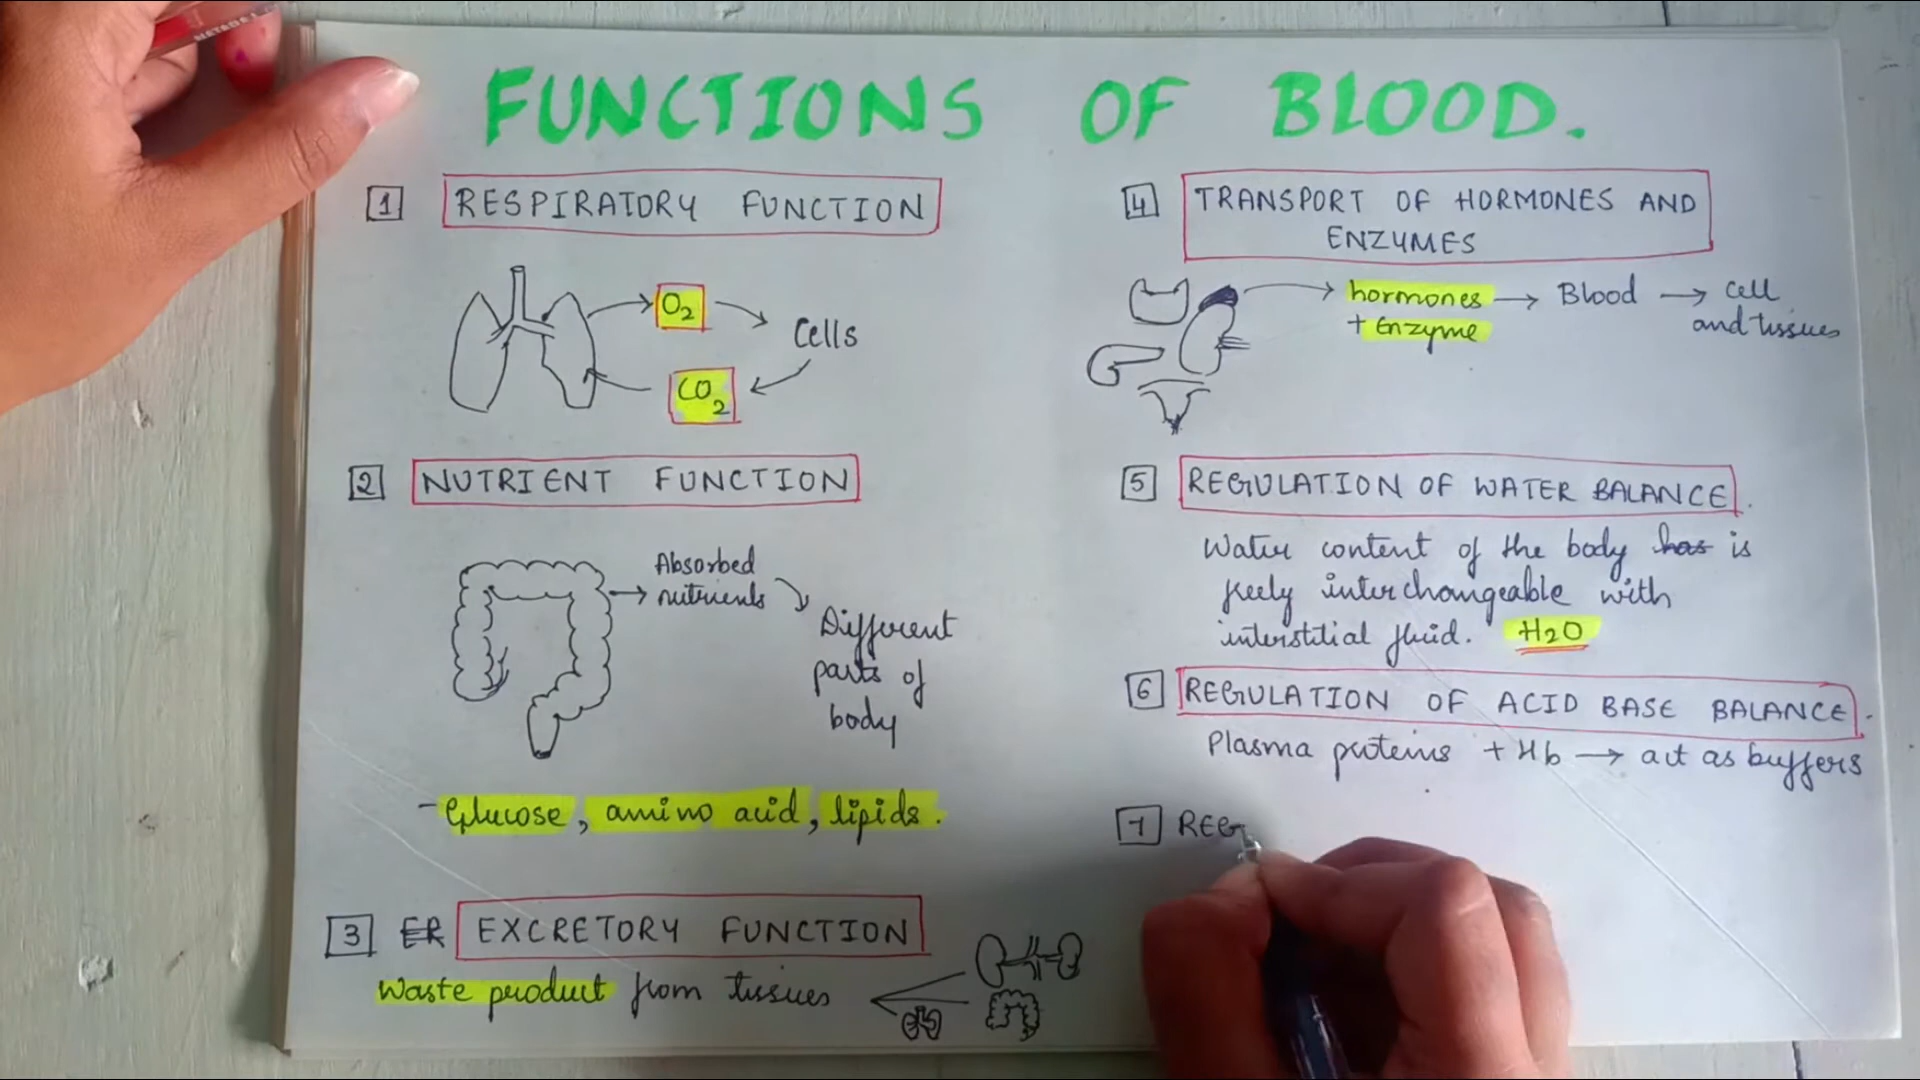 FUNCTIONS OF BLOOD.
1 RESPIRATORY FUNCTION
O2
Cells
CO2
2 NUTRIENT FUNCTION
Absorbed
nutrients
Different
parts of
body
- Glucose, amino acid, lipids.
3 ER EXCRETORY FUNCTION
Waste product from tissues
4 TRANSPORT OF HORMONES AND
ENZYMES
hormones → Blood → cell
+ Enzyme and tissues
5 REGULATION OF WATER BALANCE.
Water content of the body has is
freely interchangeable with
interstitial fluid. H2O
6 REGULATION OF ACID BASE BALANCE.
Plasma proteins + Hb → act as buffers
7 REG